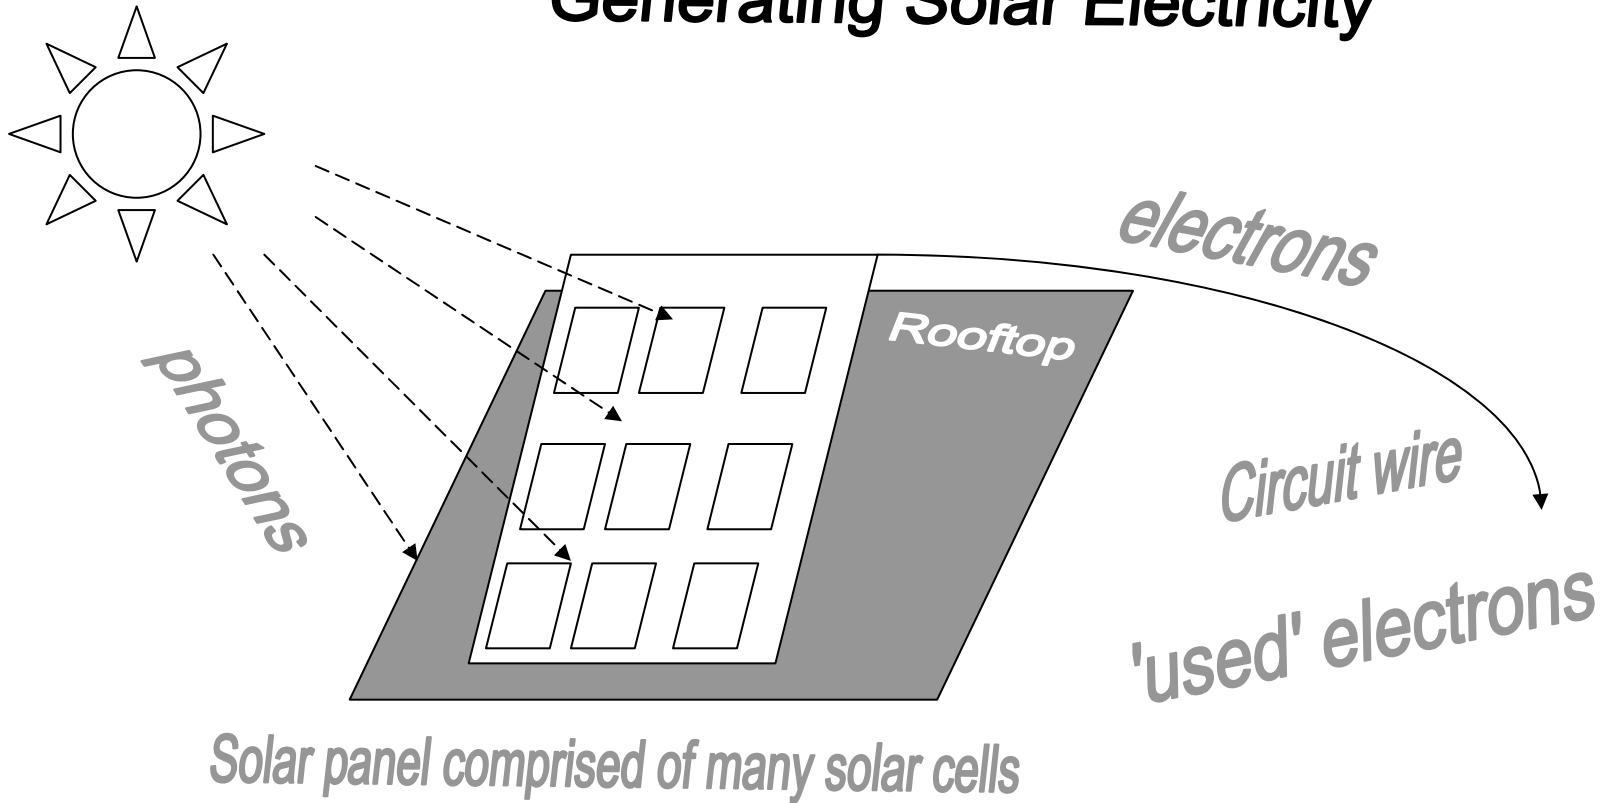 Generating Solar Electricity
electrons
Rooftop
photons
Circuit wire
'used' electrons
Solar panel comprised of many solar cells